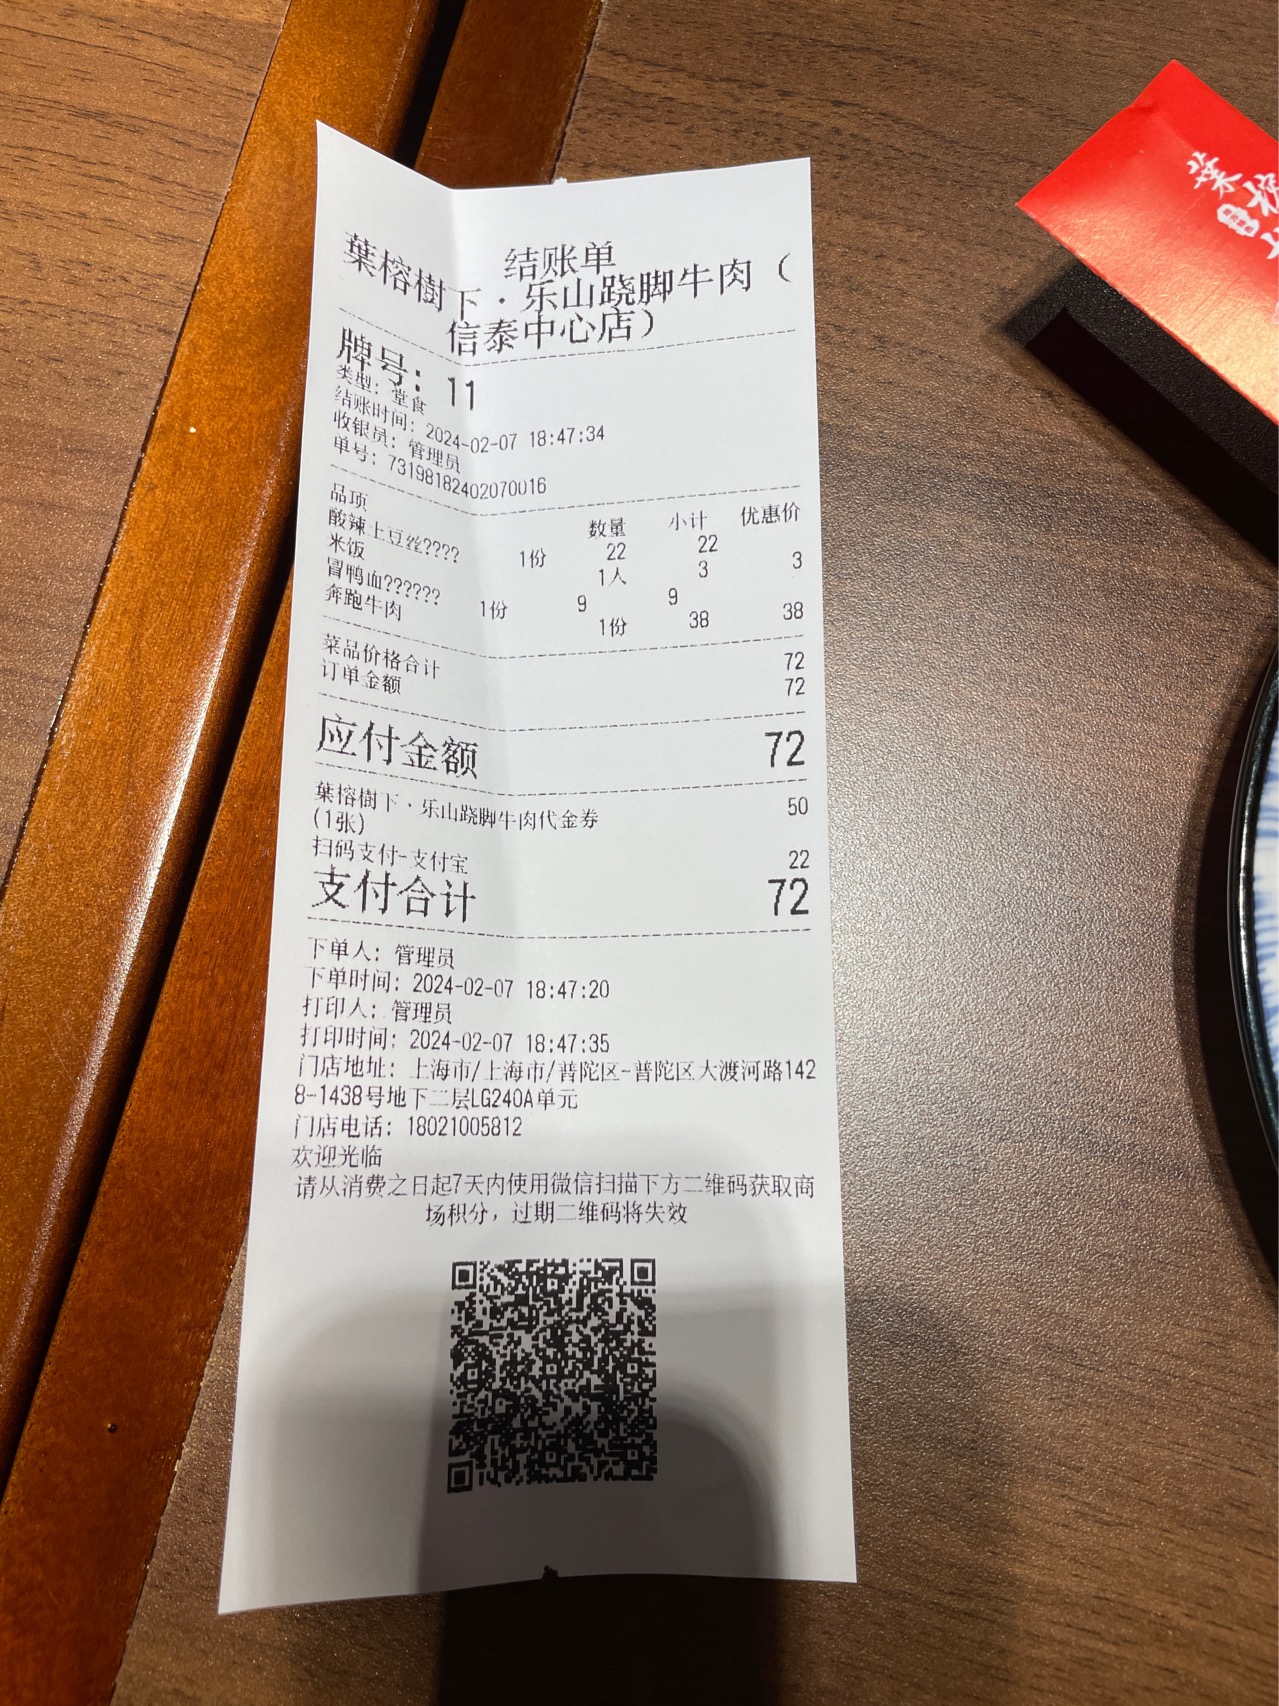 结账单
葉榕樹下·乐山跷脚牛肉（
信泰中心店）
牌号：11
类型：堂食
结账时间：2024-02-07 18:47:34
收银员：管理员
单号：73198182402070016
品项 数量 小计 优惠价
酸辣土豆丝???? 1份 22 22
米饭 1人 3 3
冒鸭血?????? 1份 9 9
奔跑牛肉 1份 38 38
菜品价格合计 72
订单金额 72
应付金额 72
葉榕樹下·乐山跷脚牛肉代金券 50
(1张)
扫码支付-支付宝 22
支付合计 72
下单人：管理员
下单时间：2024-02-07 18:47:20
打印人：管理员
打印时间：2024-02-07 18:47:35
门店地址：上海市/上海市/普陀区-普陀区大渡河路142
8-1438号地下二层LG240A单元
门店电话：18021005812
欢迎光临
请从消费之日起7天内使用微信扫描下方二维码获取商
场积分，过期二维码将失效
葉